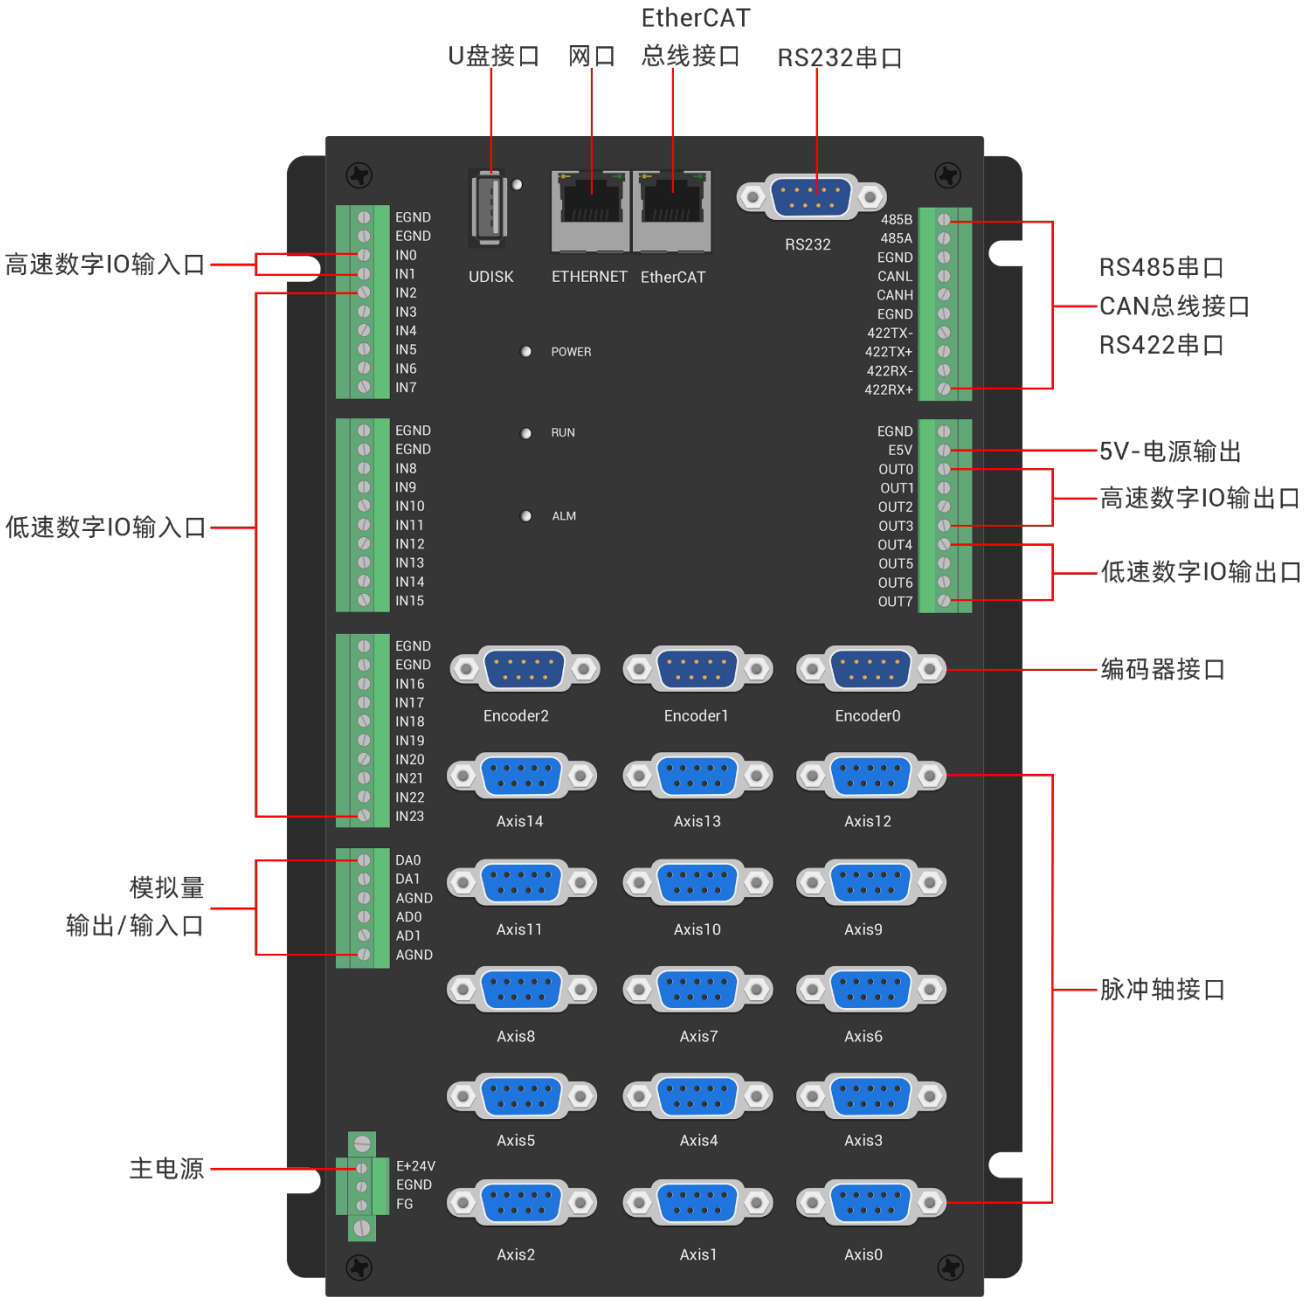 EtherCAT
U盘接口
网口
总线接口
RS232串口
UDISK
ETHERNET
EtherCAT
RS232
高速数字IO输入口
低速数字IO输入口
EGND
EGND
IN0
IN1
IN2
IN3
IN4
IN5
IN6
IN7
EGND
EGND
IN8
IN9
IN10
IN11
IN12
IN13
IN14
IN15
EGND
EGND
IN16
IN17
IN18
IN19
IN20
IN21
IN22
IN23
模拟量
输出/输入口
DA0
DA1
AGND
AD0
AD1
AGND
主电源
E+24V
EGND
FG
POWER
RUN
ALM
485B
485A
EGND
CANL
CANH
EGND
422TX-
422TX+
422RX-
422RX+
RS485串口
CAN总线接口
RS422串口
EGND
E5V
OUT0
OUT1
OUT2
OUT3
OUT4
OUT5
OUT6
OUT7
5V-电源输出
高速数字IO输出口
低速数字IO输出口
编码器接口
Encoder2
Encoder1
Encoder0
Axis14
Axis13
Axis12
Axis11
Axis10
Axis9
脉冲轴接口
Axis8
Axis7
Axis6
Axis5
Axis4
Axis3
Axis2
Axis1
Axis0